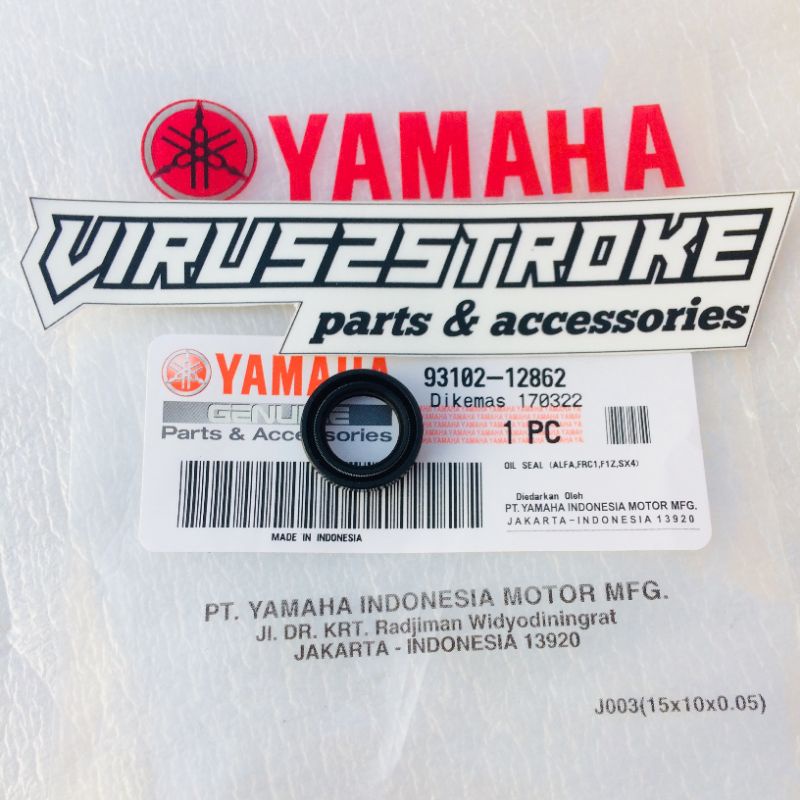 YAMAHA
VIRUS2STROKE
parts & accessories
YAMAHA
93102-12862
GENUINE
Dikemas 170322
Parts & Accessories
1 PC
OIL SEAL (ALFA,FRC1,F1Z,SX4)
Diedarkan Oleh
PT. YAMAHA INDONESIA MOTOR MFG.
JAKARTA-INDONESIA 13920
MADE IN INDONESIA
PT. YAMAHA INDONESIA MOTOR MFG.
Jl. DR. KRT. Radjiman Widyodiningrat
JAKARTA - INDONESIA 13920
J003(15x10x0.05)